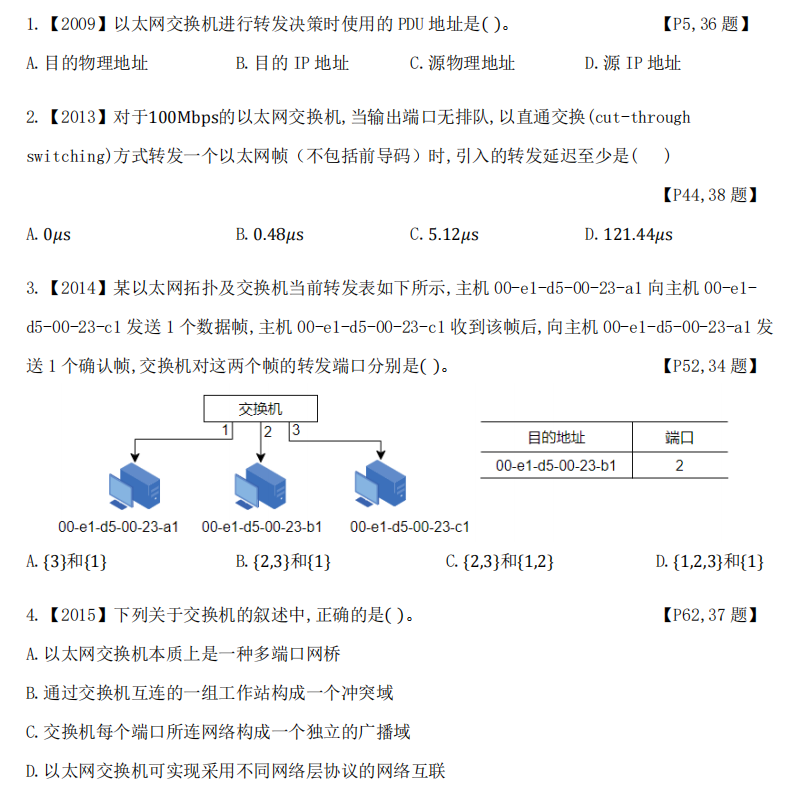 1.【2009】以太网交换机进行转发决策时使用的 PDU 地址是( )。 【P5,36 题】
A.目的物理地址 B.目的 IP 地址 C.源物理地址 D.源 IP 地址
2.【2013】对于100Mbps的以太网交换机,当输出端口无排队,以直通交换(cut-through
switching)方式转发一个以太网帧（不包括前导码）时,引入的转发延迟至少是( )
【P44,38 题】
A.0μs B.0.48μs C.5.12μs D.121.44μs
3.【2014】某以太网拓扑及交换机当前转发表如下所示,主机 00-e1-d5-00-23-a1 向主机 00-e1-
d5-00-23-c1 发送 1 个数据帧,主机 00-e1-d5-00-23-c1 收到该帧后,向主机 00-e1-d5-00-23-a1 发
送 1 个确认帧,交换机对这两个帧的转发端口分别是( )。 【P52,34 题】
交换机
1 2 3
00-e1-d5-00-23-a1 00-e1-d5-00-23-b1 00-e1-d5-00-23-c1
目的地址 端口
00-e1-d5-00-23-b1 2
A.{3}和{1} B.{2,3}和{1} C.{2,3}和{1,2} D.{1,2,3}和{1}
4.【2015】下列关于交换机的叙述中,正确的是( )。 【P62,37 题】
A.以太网交换机本质上是一种多端口网桥
B.通过交换机互连的一组工作站构成一个冲突域
C.交换机每个端口所连网络构成一个独立的广播域
D.以太网交换机可实现采用不同网络层协议的网络互联